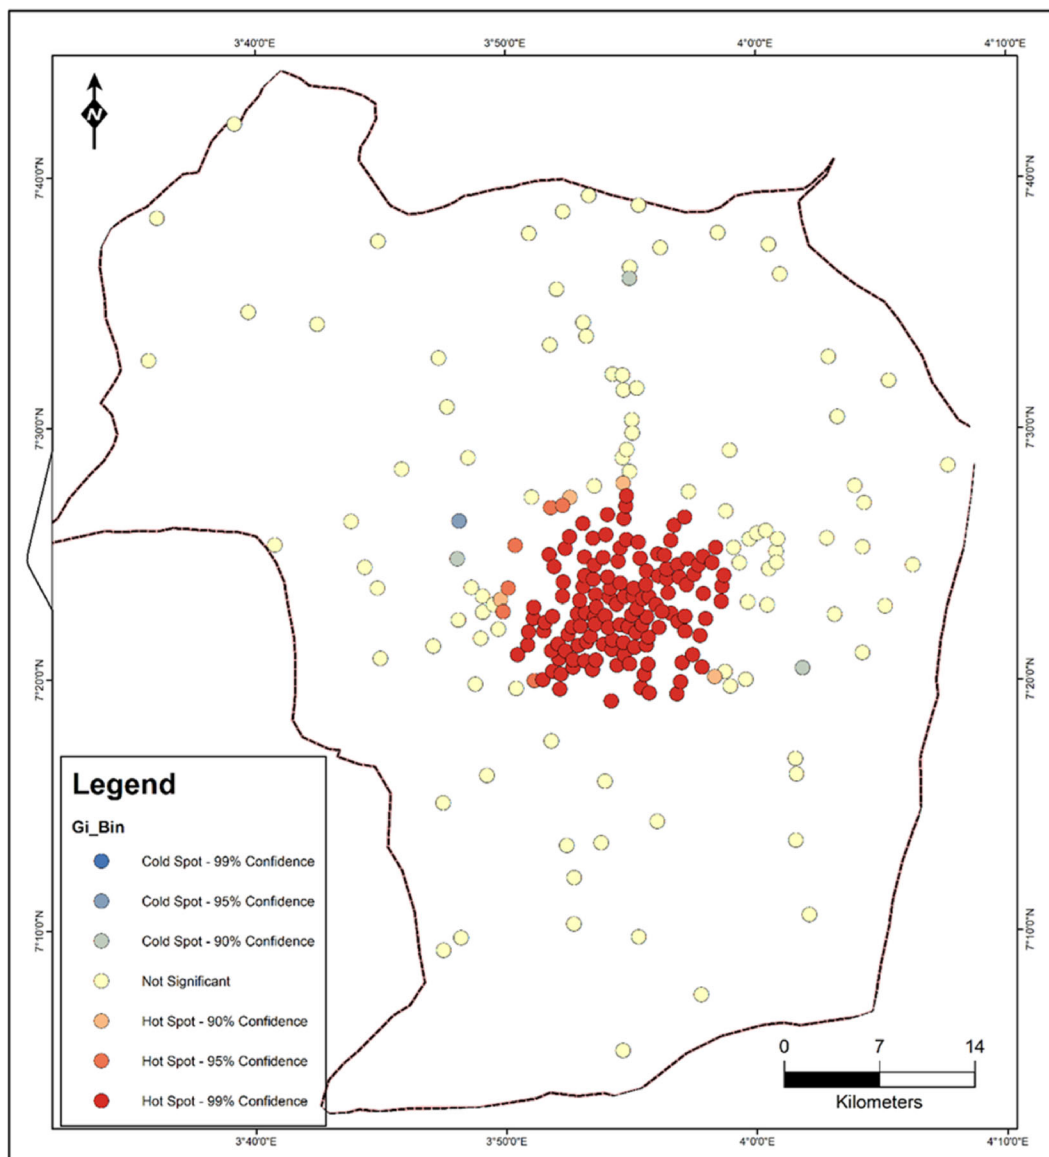 3°40'0"E 3°50'0"E 4°0'0"E 4°10'0"E
N
7°40'0"N 7°40'0"N
7°30'0"N 7°30'0"N
7°20'0"N 7°20'0"N
7°10'0"N 7°10'0"N
Legend
Gi_Bin
Cold Spot - 99% Confidence
Cold Spot - 95% Confidence
Cold Spot - 90% Confidence
Not Significant
Hot Spot - 90% Confidence
Hot Spot - 95% Confidence
Hot Spot - 99% Confidence
0 7 14
Kilometers
3°40'0"E 3°50'0"E 4°0'0"E 4°10'0"E